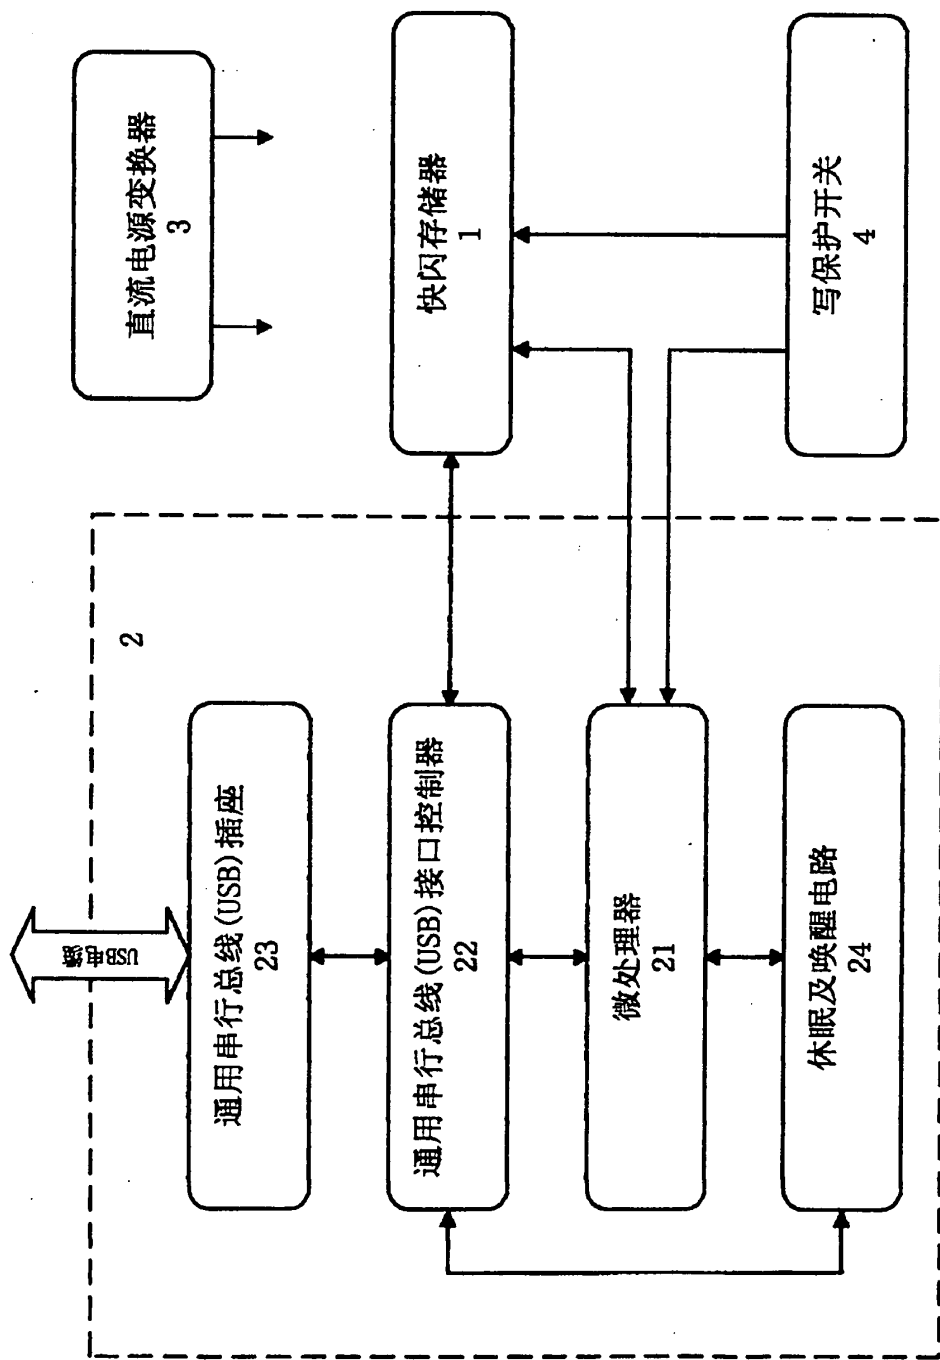 USB电缆
通用串行总线(USB)插座
23
通用串行总线(USB)接口控制器
22
微处理器
21
休眠及唤醒电路
24
2
直流电源变换器
3
快闪存储器
1
写保护开关
4